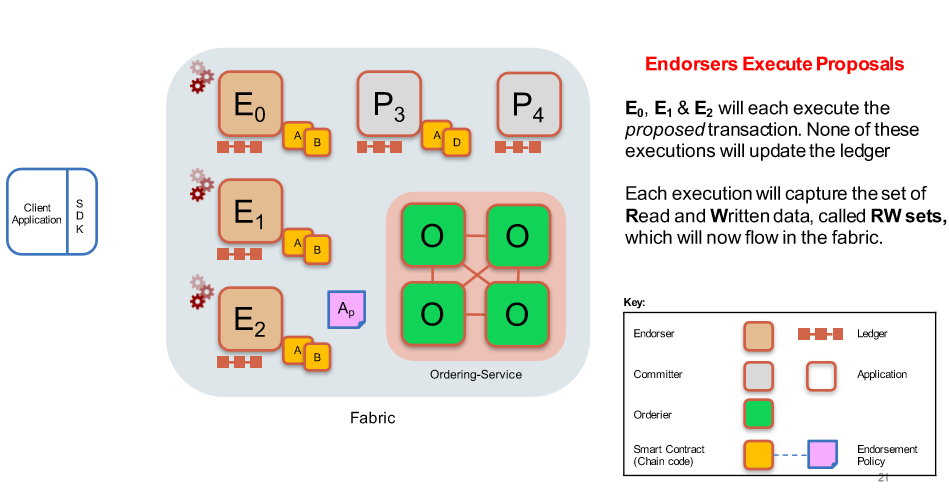 Endorsers Execute Proposals
E0, E1 & E2 will each execute the
proposed transaction. None of these
executions will update the ledger
Each execution will capture the set of
Read and Written data, called RW sets,
which will now flow in the fabric.
Client
Application
S
D
K
E0
A
B
P3
A
D
P4
E1
A
B
E2
A
B
Ap
O
O
O
O
Ordering-Service
Fabric
Key:
Endorser
Ledger
Committer
Application
Orderier
Smart Contract
(Chain code)
Endorsement
Policy
21